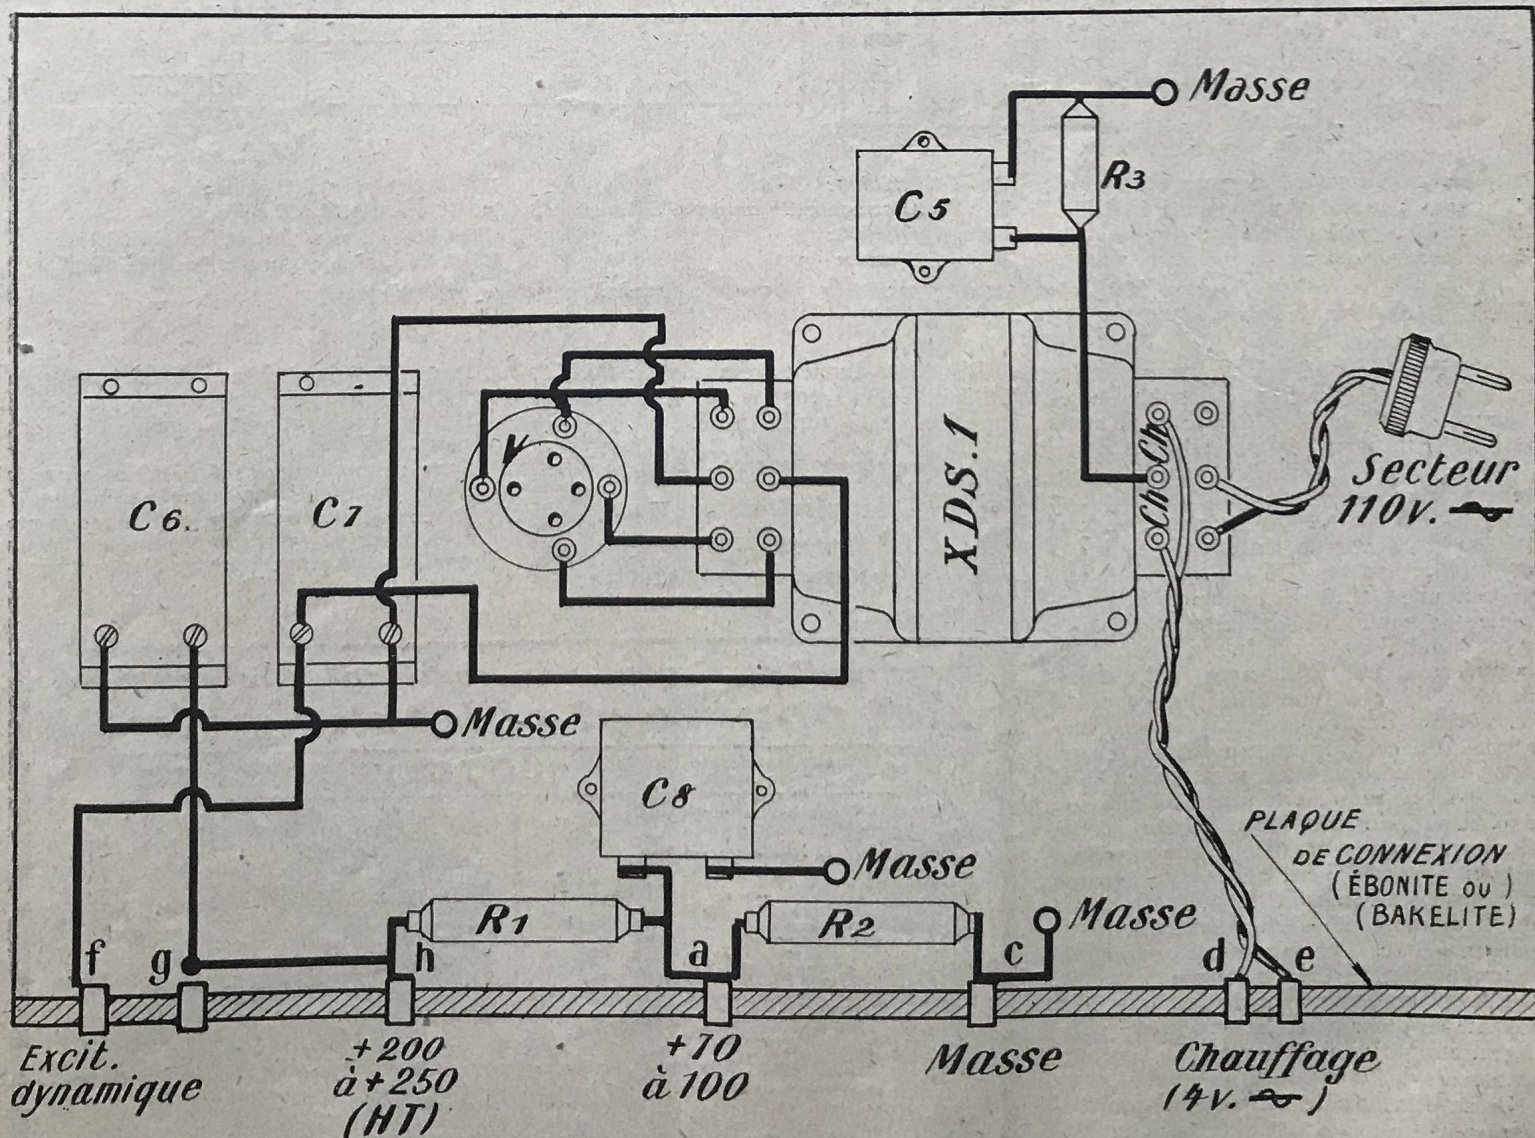 Masse
C5
R3
V
C6.
C7
XDS.1
Ch
Ch
Secteur
110v.
Masse
C8
Masse
PLAQUE
DE CONNEXION
(ÉBONITE ou)
(BAKELITE)
R1
R2
Masse
f
g
h
a
c
d
e
Excit.
dynamique
+200
à +250
(HT)
+70
à 100
Masse
Chauffage
(4v. )